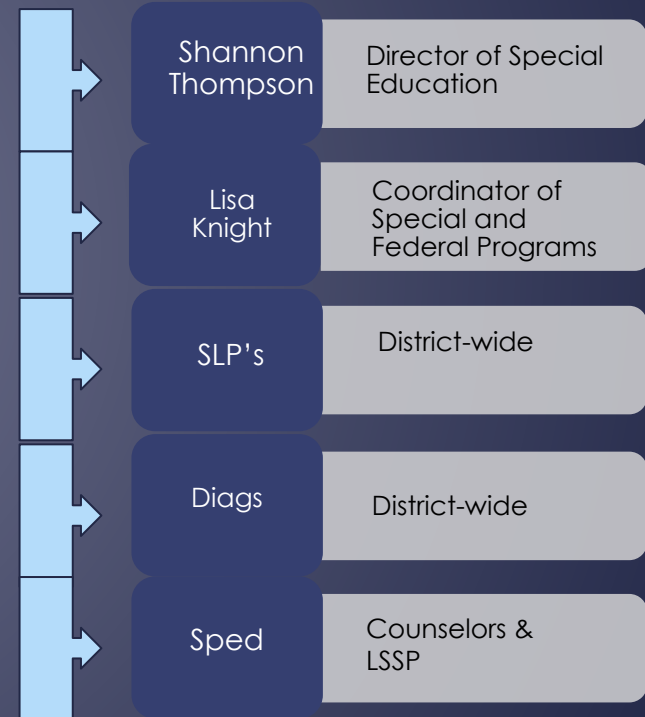 Shannon
Thompson
Director of Special
Education
Lisa
Knight
Coordinator of
Special and
Federal Programs
SLP’s
District-wide
Diags
District-wide
Sped
Counselors &
LSSP